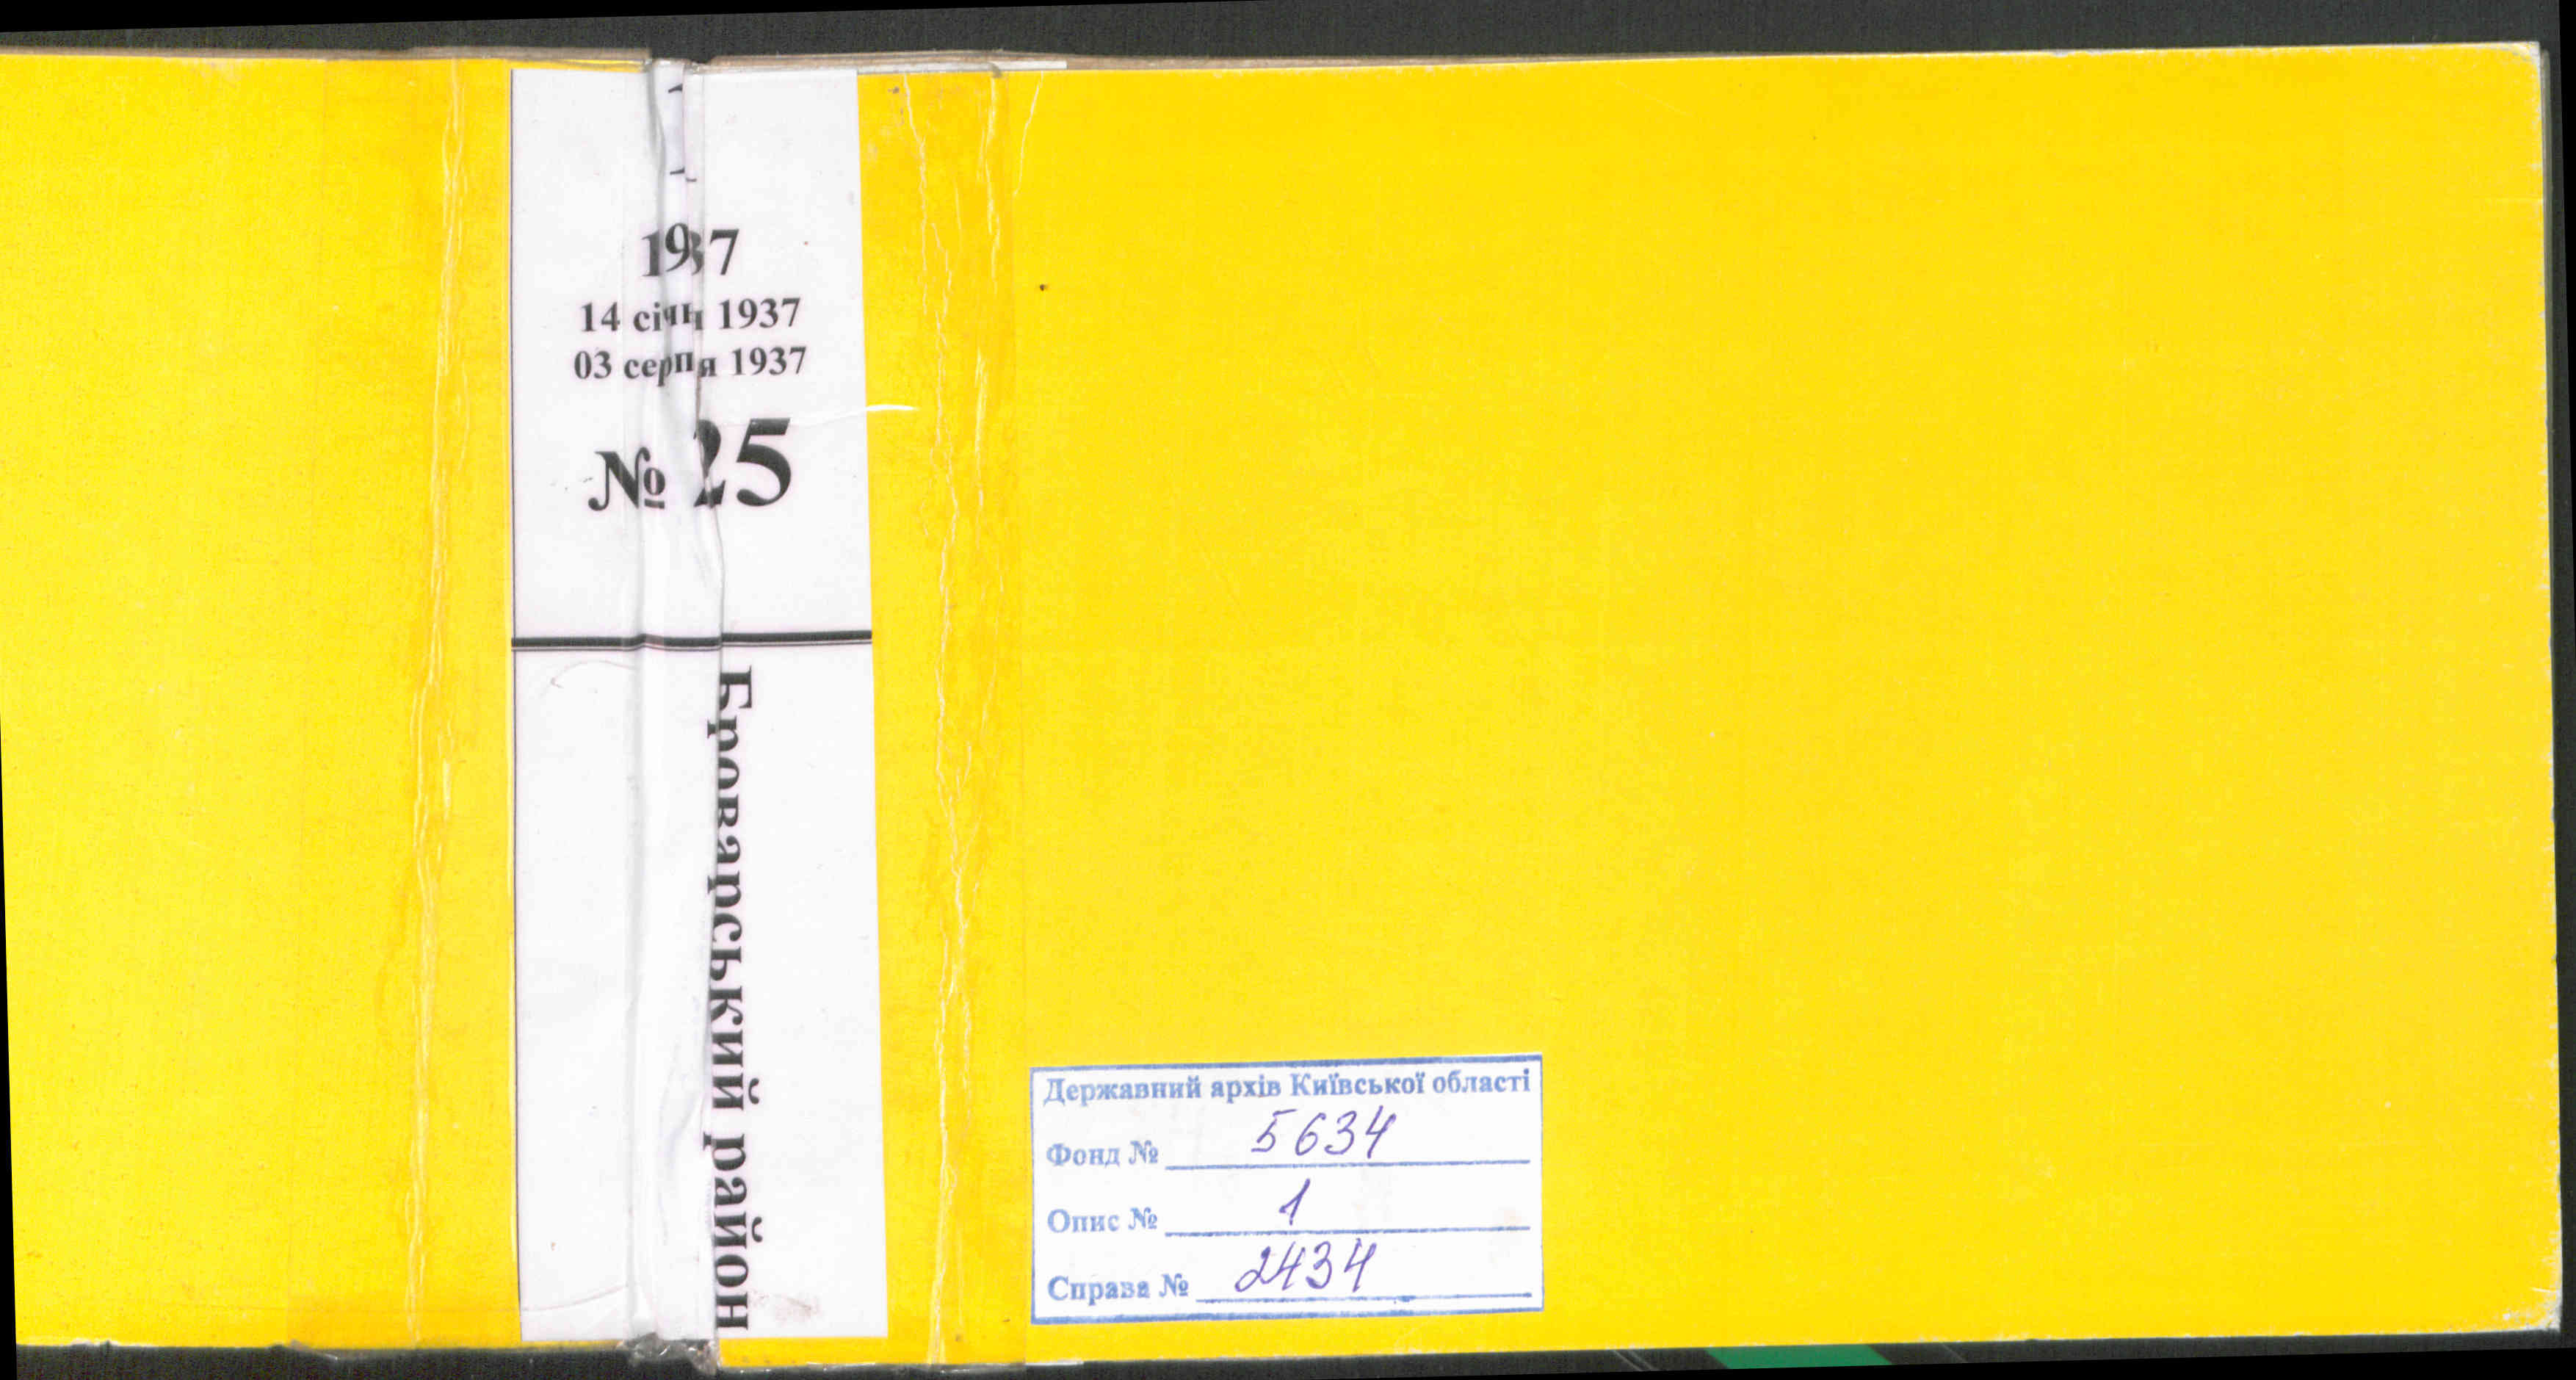 1937
14 січня 1937
03 серпня 1937
№ 25
Броварський район
Державний архів Київської області
Фонд № 5634
Опис № 1
Справа № 2434